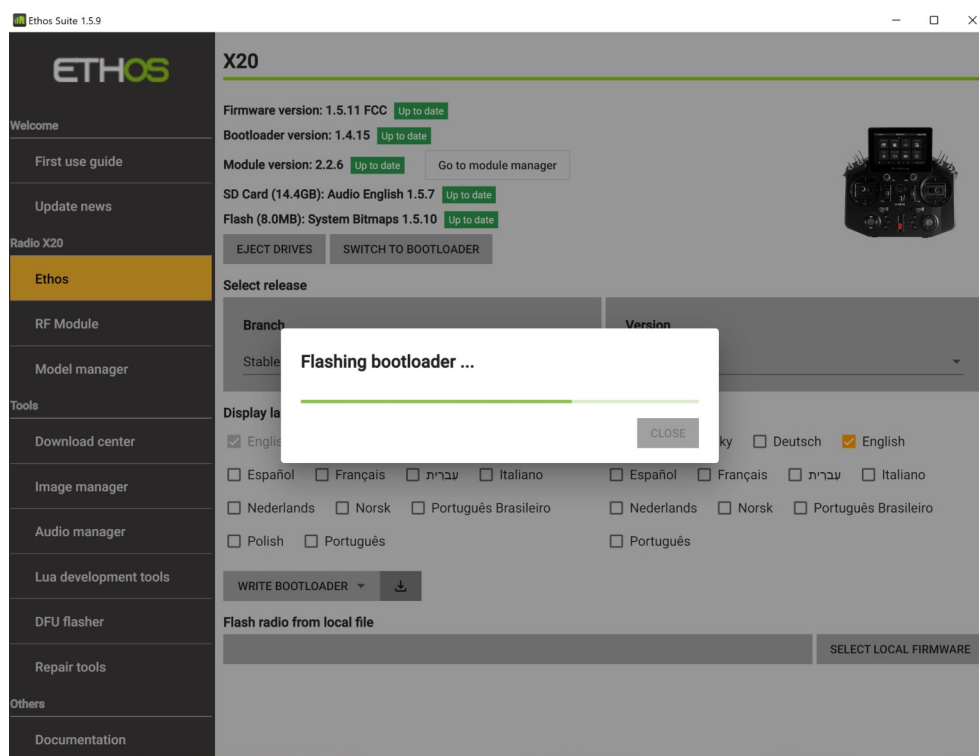 Ethos Suite 1.5.9
ETHOS
Welcome
First use guide
Update news
Radio X20
Ethos
RF Module
Model manager
Tools
Download center
Image manager
Audio manager
Lua development tools
DFU flasher
Repair tools
Others
Documentation
X20
Firmware version: 1.5.11 FCC Up to date
Bootloader version: 1.4.15 Up to date
Module version: 2.2.6 Up to date Go to module manager
SD Card (14.4GB): Audio English 1.5.7 Up to date
Flash (8.0MB): System Bitmaps 1.5.10 Up to date
EJECT DRIVES SWITCH TO BOOTLOADER
Select release
Branch Version
Stable
Flashing bootloader ...
CLOSE
Display la
Englis ky Deutsch English
Español Français עברית Italiano Español Français עברית Italiano
Nederlands Norsk Português Brasileiro Nederlands Norsk Português Brasileiro
Polish Português Português
WRITE BOOTLOADER
Flash radio from local file
SELECT LOCAL FIRMWARE